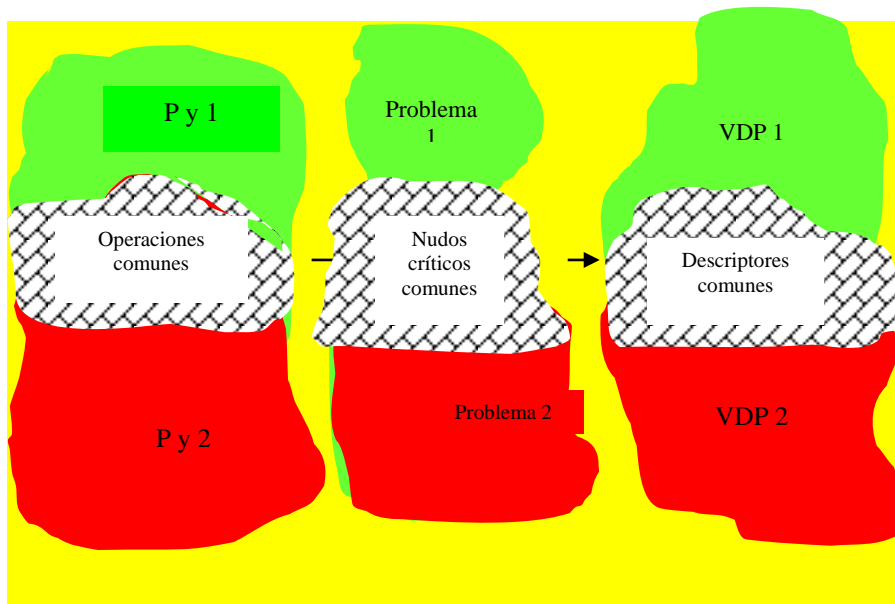 P y 1
Problema
1
VDP 1
Operaciones
comunes
Nudos
críticos
comunes
Descriptores
comunes
P y 2
Problema 2
VDP 2